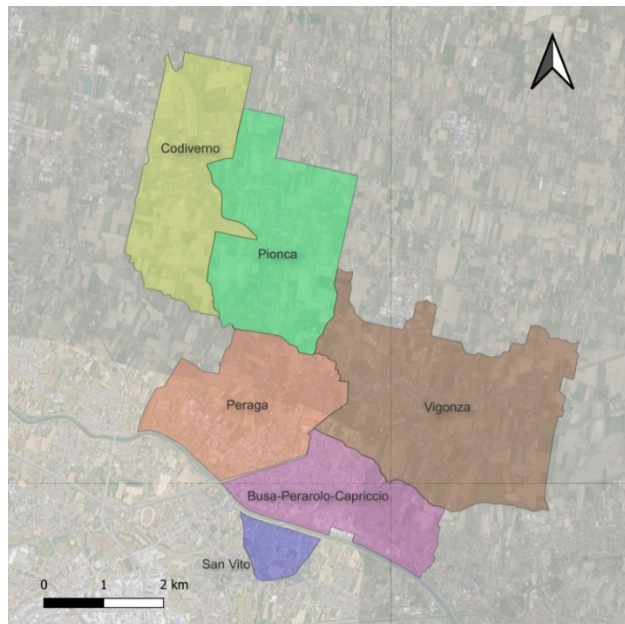 Codiverno
Pionca
Peraga
Vigonza
Busa-Perarolo-Capriccio
San Vito
0 1 2 km